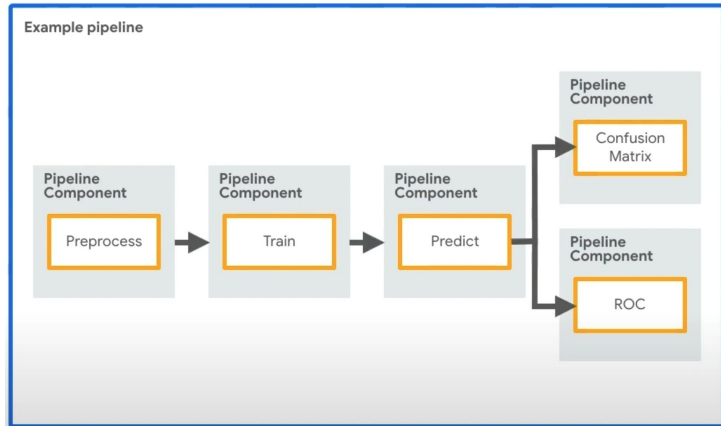 Example pipeline
Pipeline
Component
Preprocess
Pipeline
Component
Train
Pipeline
Component
Predict
Pipeline
Component
Confusion
Matrix
Pipeline
Component
ROC